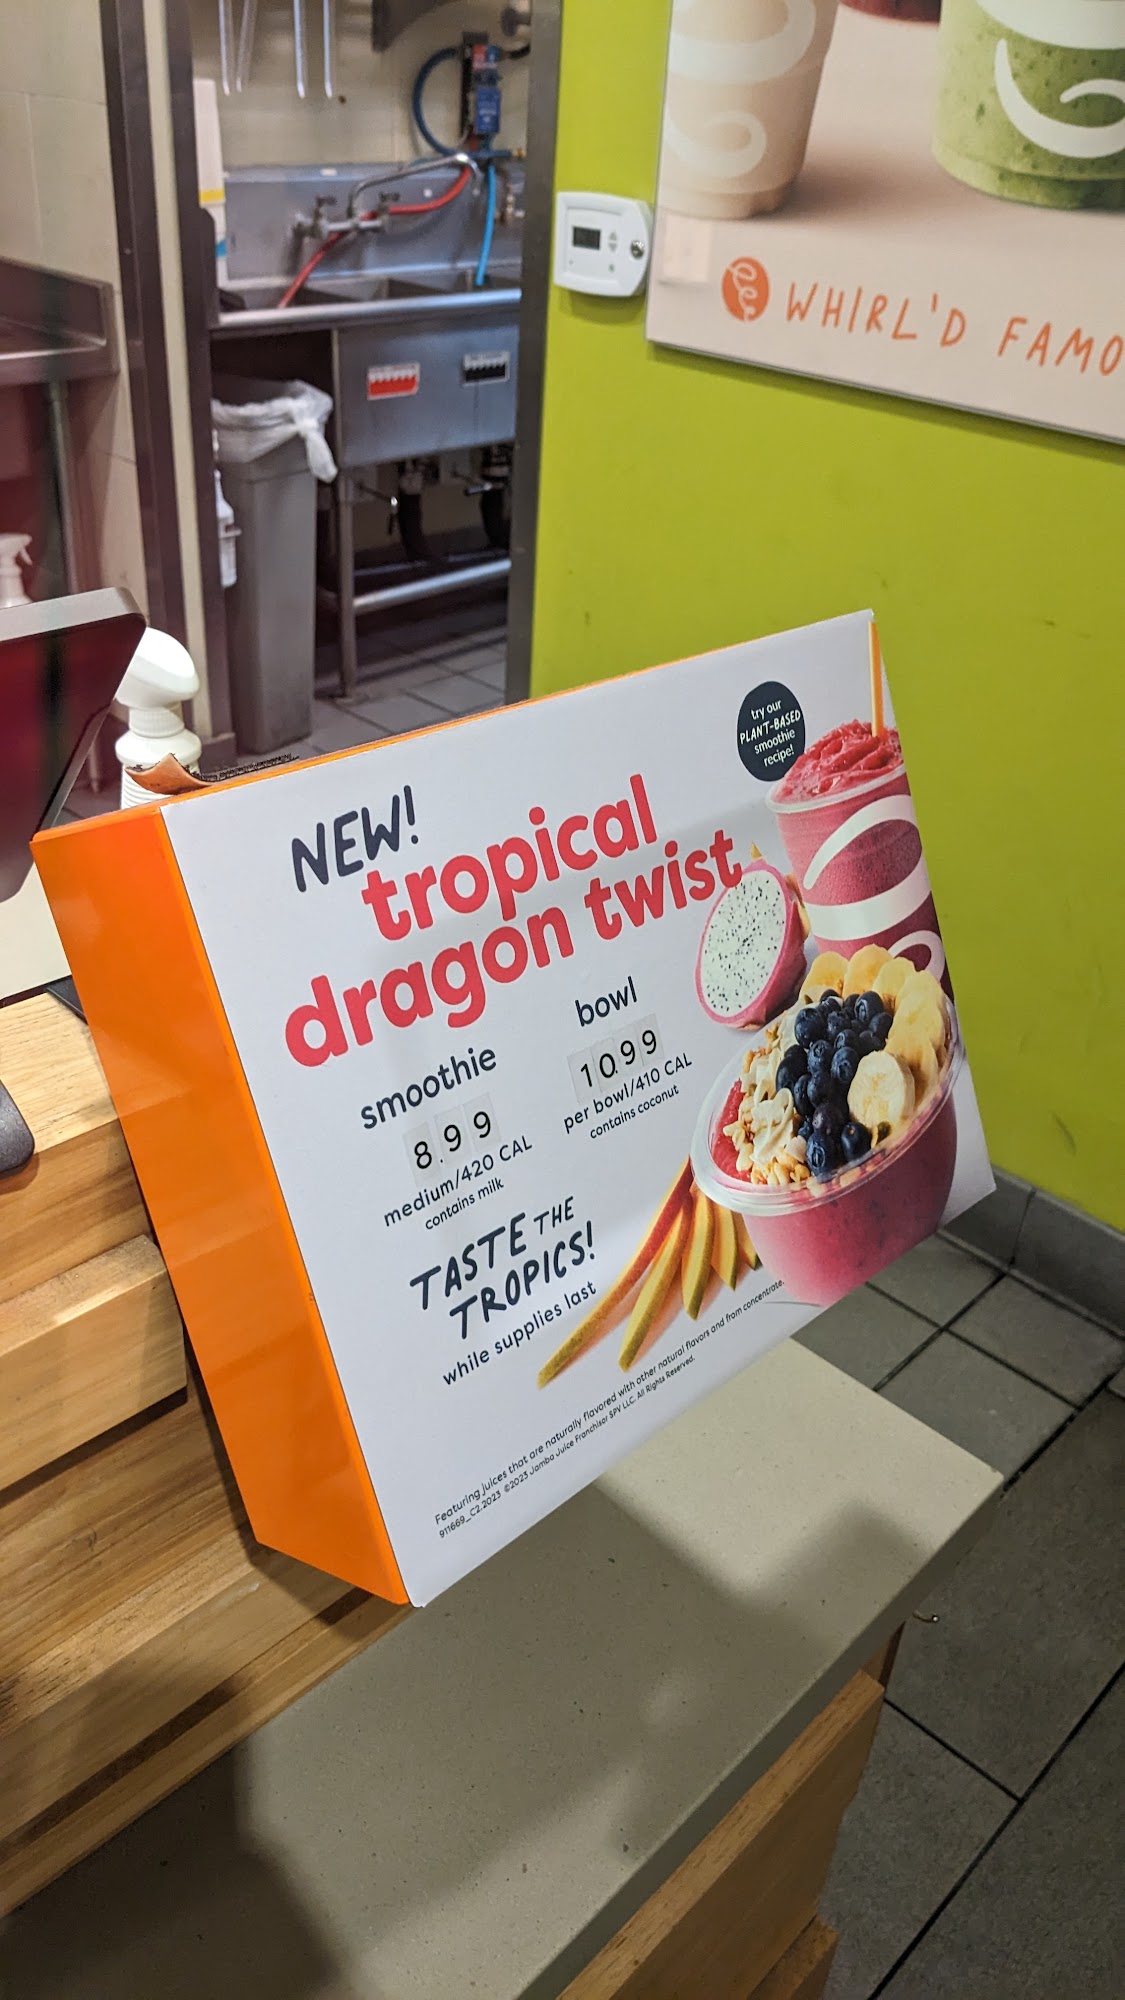 WHIRL'D FAMO
try our
PLANT-BASED
smoothie
recipe!
NEW!
tropical
dragon twist
smoothie
8.99
medium/420 CAL
contains milk
bowl
10.99
per bowl/410 CAL
contains coconut
TASTE THE
TROPICS!
while supplies last
Featuring juices that are naturally flavored with other natural flavors and from concentrate.
911669_C2.2023 ©2023 Jamba Juice Franchisor SPV LLC. All Rights Reserved.